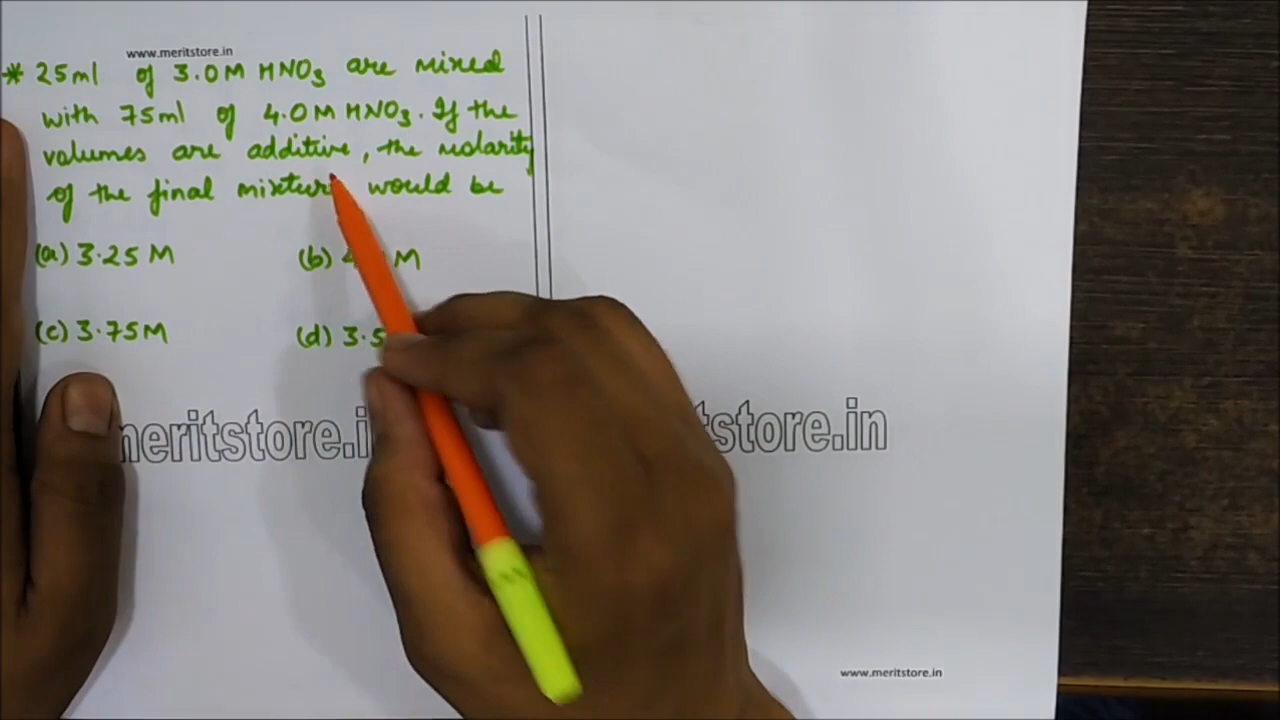 www.meritstore.in
* 25ml of 3.0M HNO3 are mixed
with 75ml of 4.0M HNO3. If the
volumes are additive, the molarity
of the final mixture would be
(a) 3.25 M
(b) M
(c) 3.75M
(d) 3.5
meritstore.i
tstore.in
www.meritstore.in